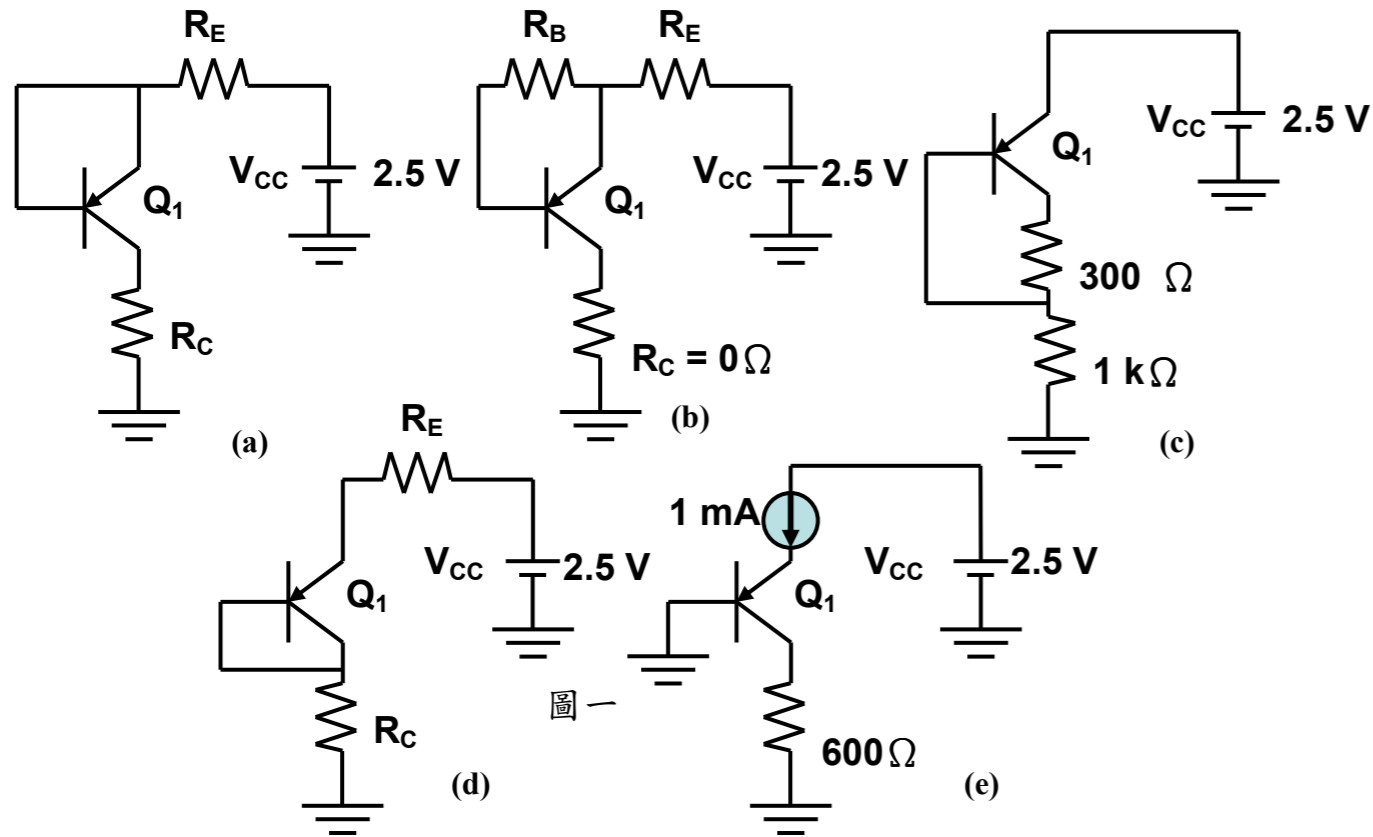 R_E
V_CC 2.5 V
Q_1
R_C
(a)
R_B R_E
V_CC 2.5 V
Q_1
R_C = 0 Ω
(b)
V_CC 2.5 V
Q_1
300 Ω
1 kΩ
(c)
R_E
V_CC 2.5 V
Q_1
R_C
(d)
1 mA
V_CC 2.5 V
Q_1
600Ω
(e)
圖一